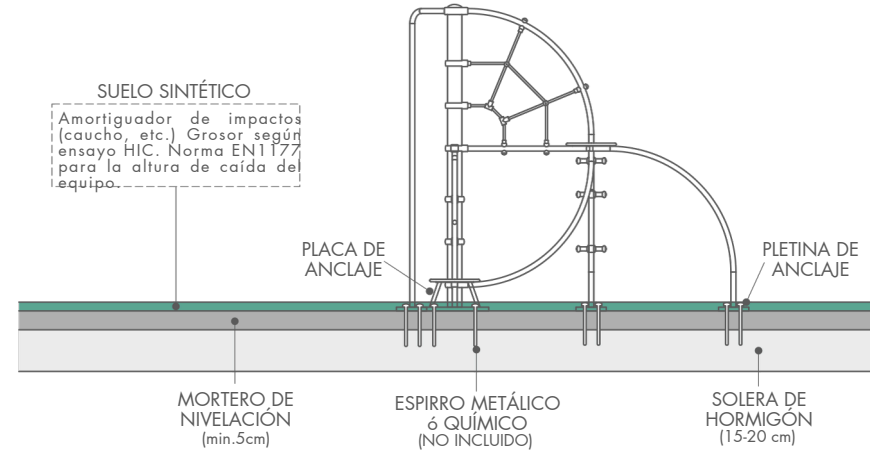 SUELO SINTÉTICO
Amortiguador de impactos
(caucho, etc.) Grosor según
ensayo HIC. Norma EN1177
para la altura de caída del
equipo.
PLACA DE
ANCLAJE
PLETINA DE
ANCLAJE
MORTERO DE
NIVELACIÓN
(min.5cm)
ESPIRRO METÁLICO
ó QUÍMICO
(NO INCLUIDO)
SOLERA DE
HORMIGÓN
(15-20 cm)